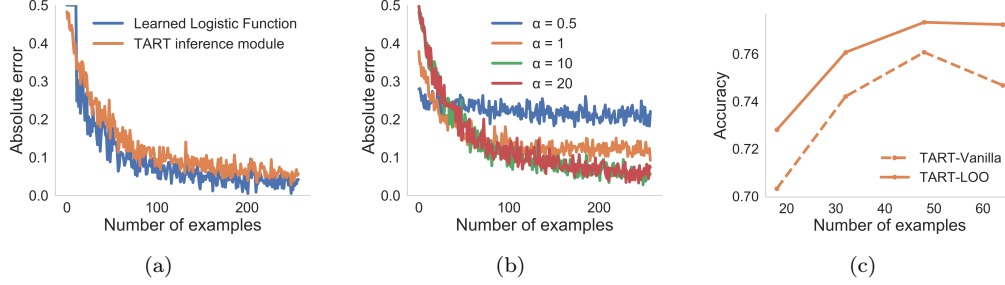 Absolute error
0.5
0.4
0.3
0.2
0.1
0.0
Learned Logistic Function
TART inference module
0
100
200
Number of examples
(a)
Absolute error
0.5
0.4
0.3
0.2
0.1
0.0
α = 0.5
α = 1
α = 10
α = 20
0
200
Number of examples
(b)
Accuracy
0.76
0.74
0.72
0.70
TART-Vanilla
TART-LOO
20
30
40
50
60
Number of examples
(c)